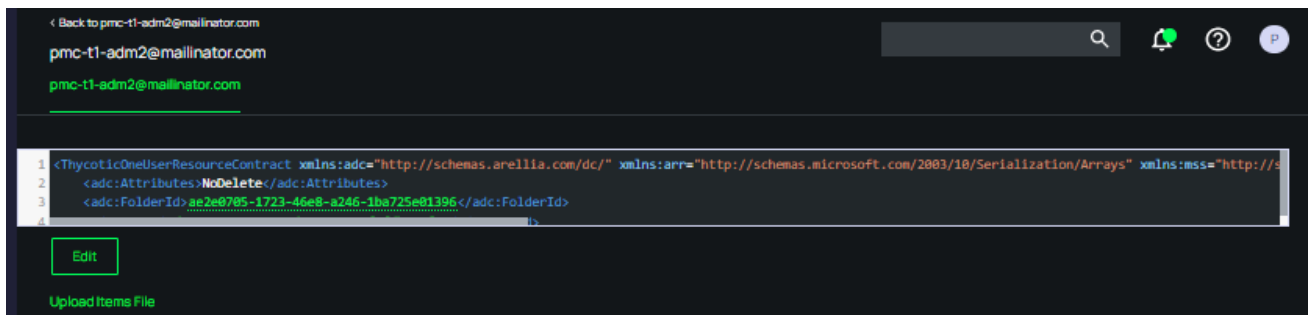 < Back to pmc-t1-adm2@mailinator.com
pmc-t1-adm2@mailinator.com
P
pmc-t1-adm2@mailinator.com
1 <ThycoticOneUserResourceContract xmlns:adc="http://schemas.arellia.com/dc/" xmlns:arr="http://schemas.microsoft.com/2003/10/Serialization/Arrays" xmlns:mss="http://s
2 <adc:Attributes>NoDelete</adc:Attributes>
3 <adc:FolderId>ae2e0705-1723-46e8-a246-1ba725e01396</adc:FolderId>
4
Edit
Upload Items File